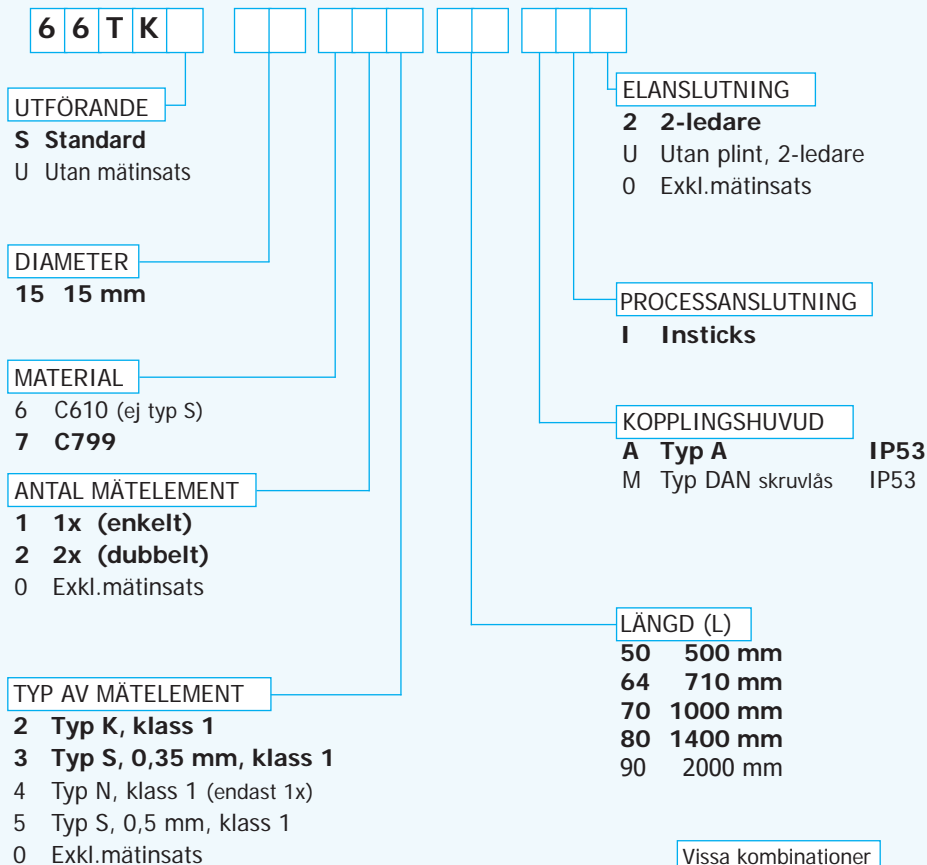 6 6 T K
UTFÖRANDE
S Standard
U Utan mätinsats
DIAMETER
15 15 mm
MATERIAL
6 C610 (ej typ S)
7 C799
ANTAL MÄTELEMENT
1 1x (enkelt)
2 2x (dubbelt)
0 Exkl.mätinsats
TYP AV MÄTELEMENT
2 Typ K, klass 1
3 Typ S, 0,35 mm, klass 1
4 Typ N, klass 1 (endast 1x)
5 Typ S, 0,5 mm, klass 1
0 Exkl.mätinsats
ELANSLUTNING
2 2-ledare
U Utan plint, 2-ledare
0 Exkl.mätinsats
PROCESSANSLUTNING
I Insticks
KOPPLINGSHUVUD
A Typ A IP53
M Typ DAN skruvlås IP53
LÄNGD (L)
50 500 mm
64 710 mm
70 1000 mm
80 1400 mm
90 2000 mm
Vissa kombinationer